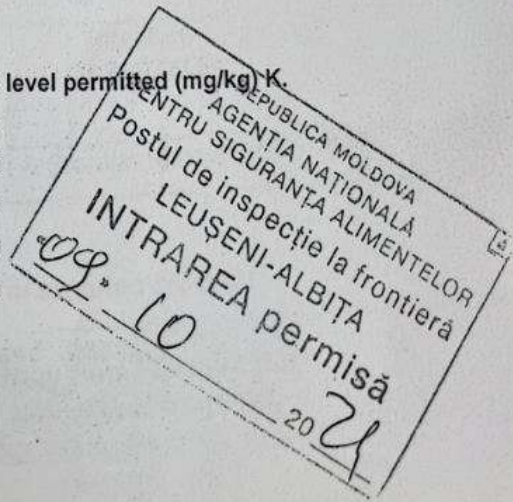 level permitted (mg/kg) K.
REPUBLICA MOLDOVA
AGENȚIA NAȚIONALĂ
PENTRU SIGURANȚA ALIMENTELOR
Postul de inspecție la frontieră
LEUȘENI-ALBIȚA
INTRAREA permisă
"09" 10
20